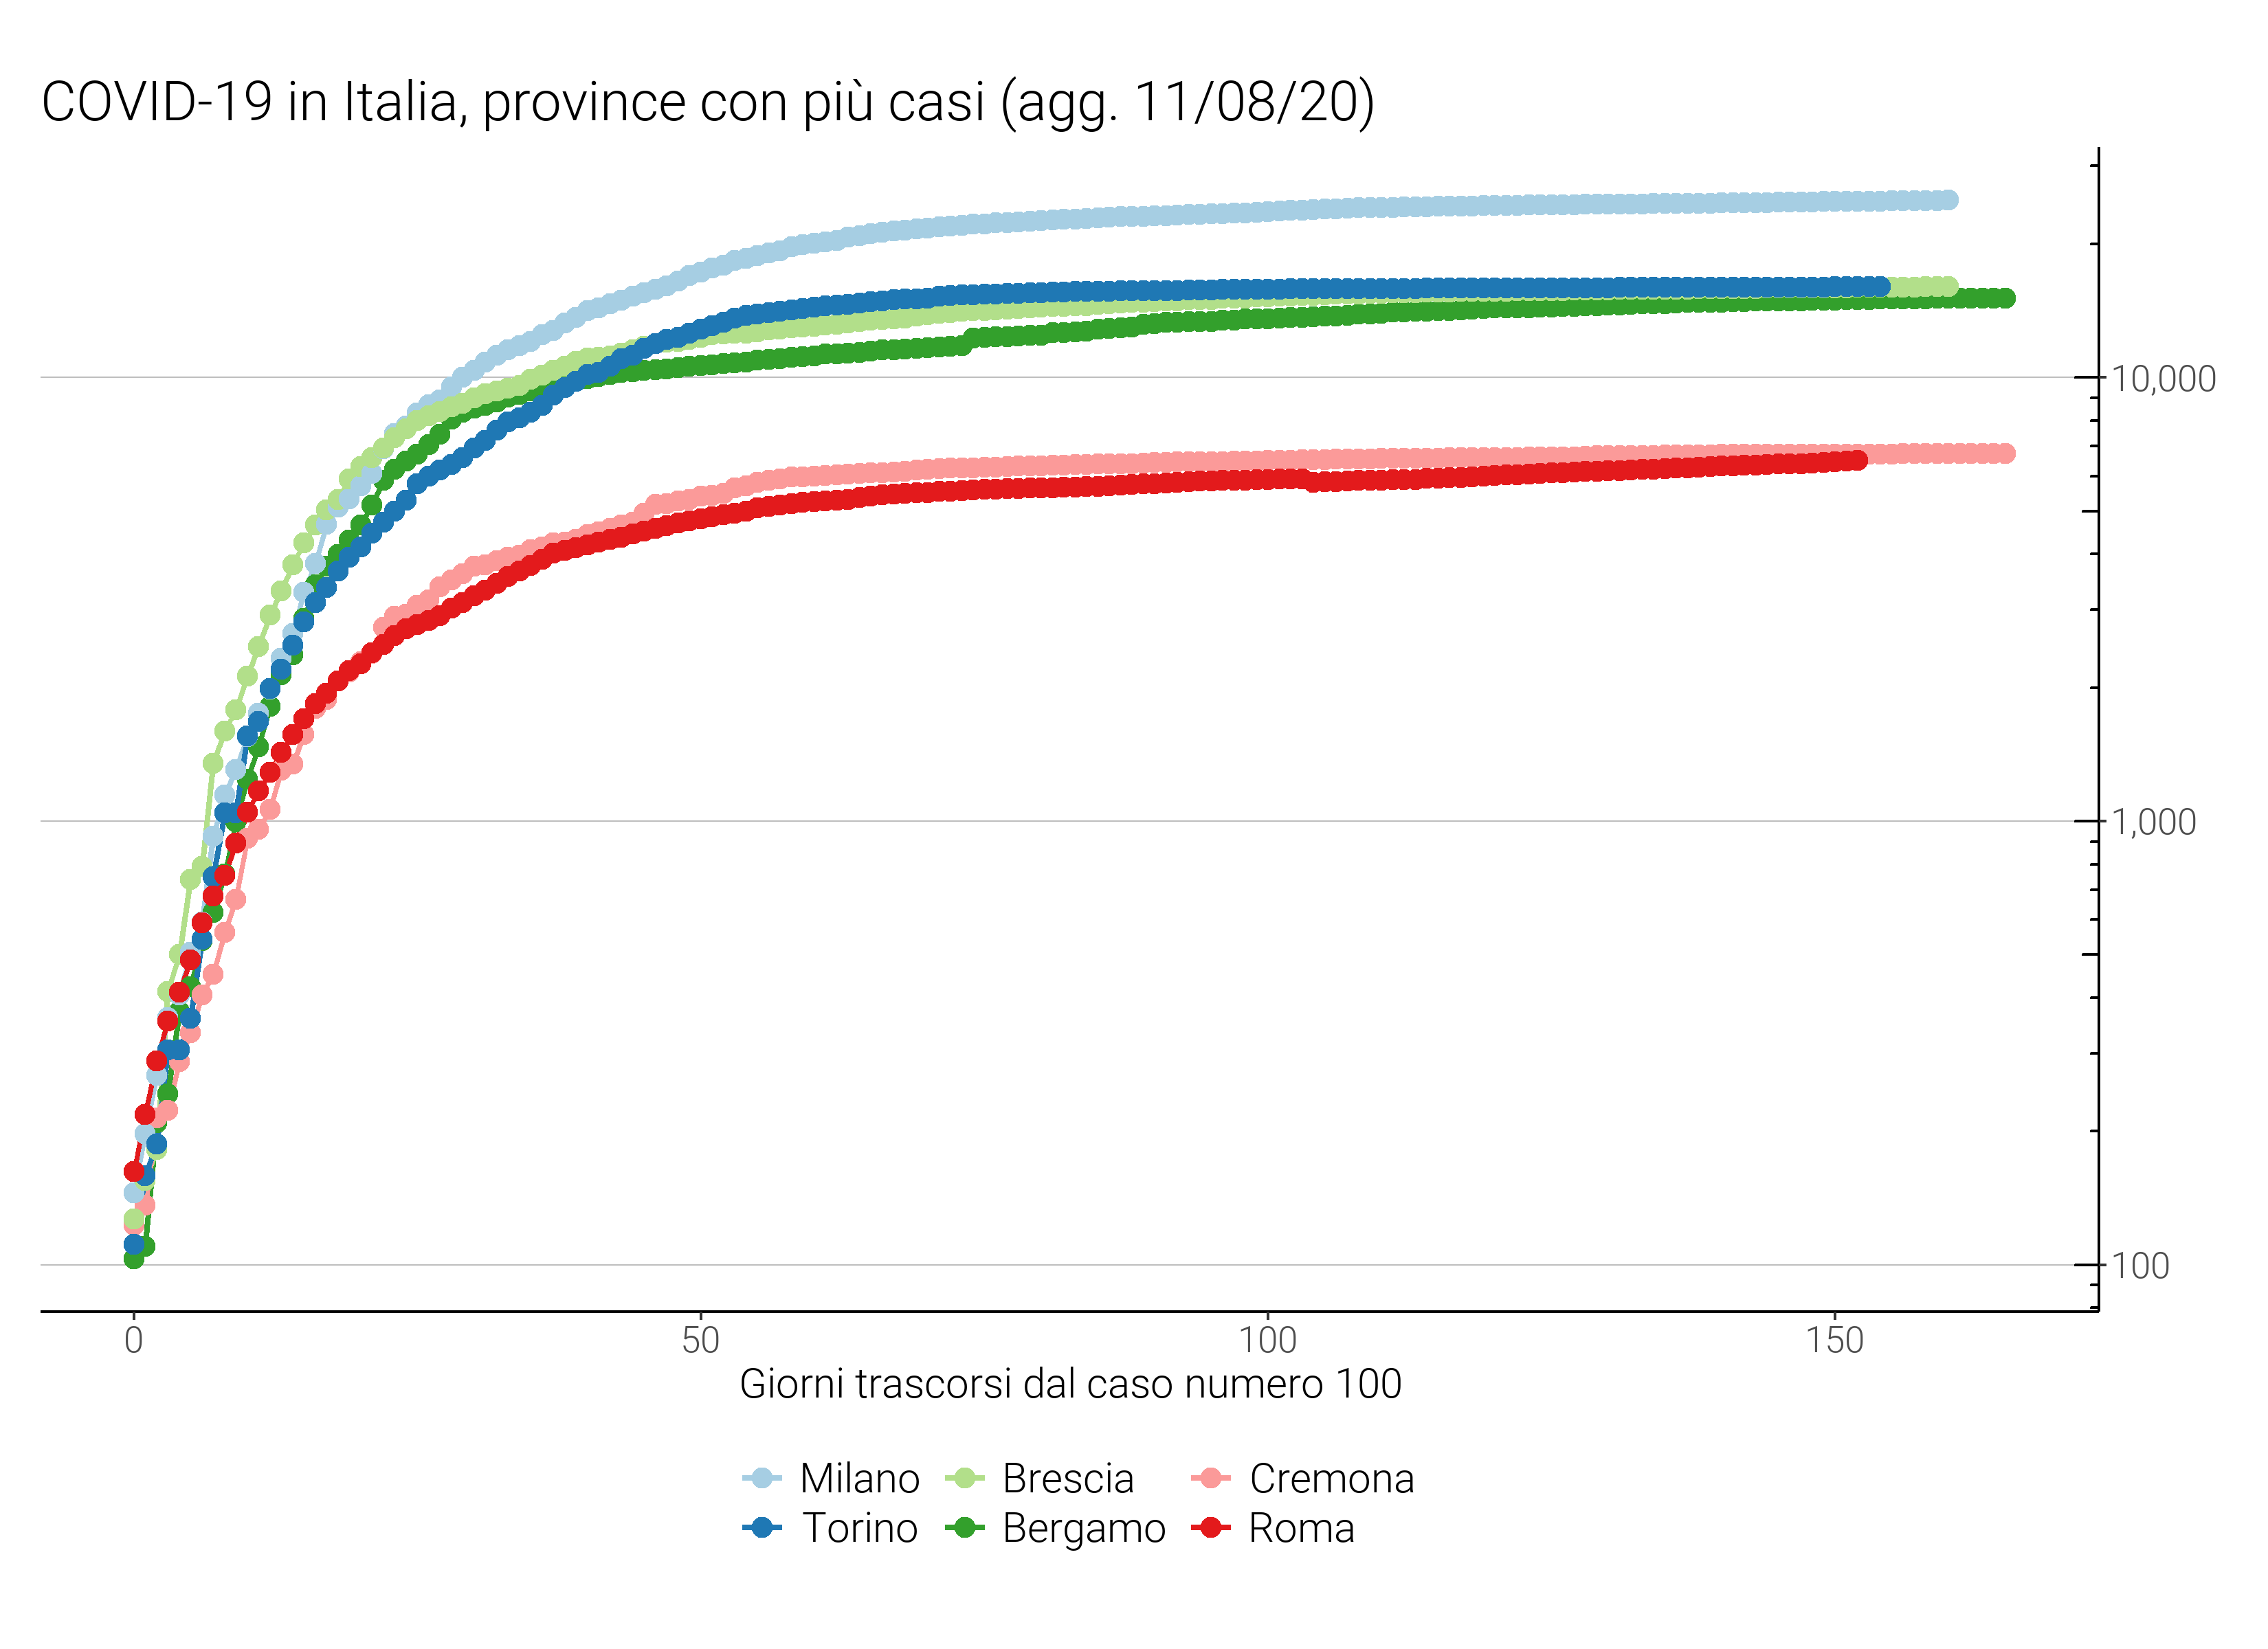 COVID-19 in Italia, province con più casi (agg. 11/08/20)
10,000
1,000
100
0 50 100 150
Giorni trascorsi dal caso numero 100
Milano Brescia Cremona
Torino Bergamo Roma